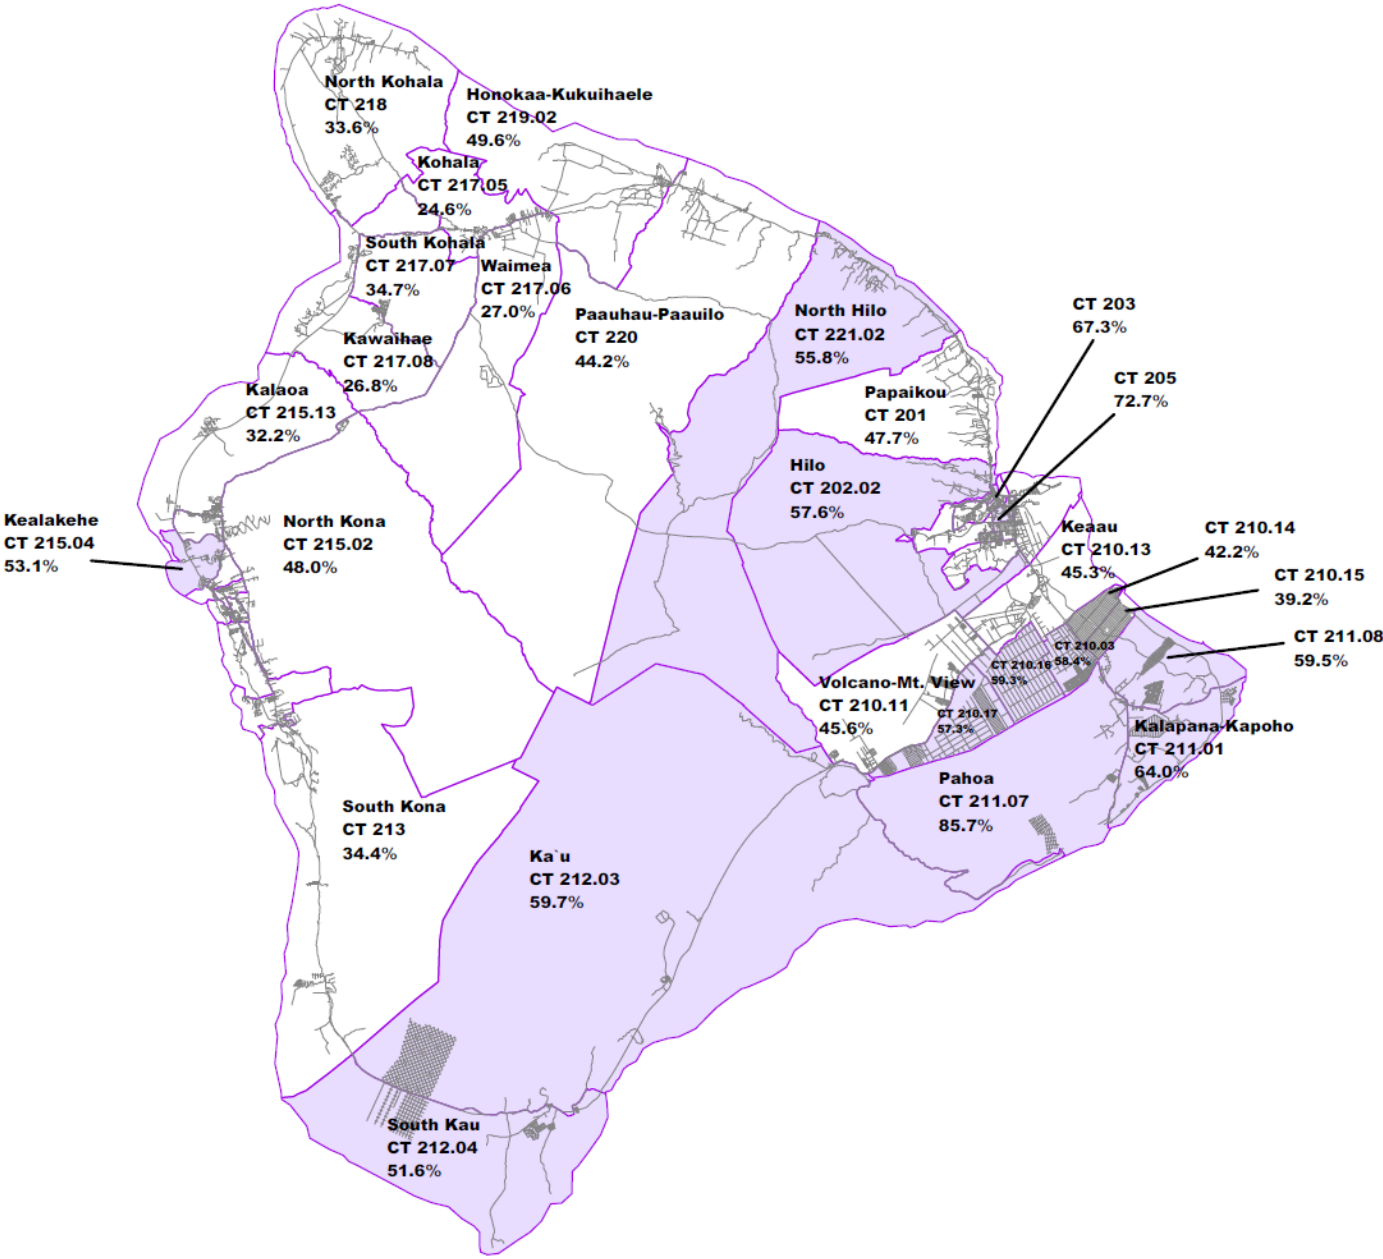 North Kohala
CT 218
33.6%
Honokaa-Kukuihaele
CT 219.02
49.6%
Kohala
CT 217.05
24.6%
South Kohala
CT 217.07
34.7%
Waimea
CT 217.06
27.0%
Paauhau-Paauilo
CT 220
44.2%
North Hilo
CT 221.02
55.8%
CT 203
67.3%
Kawaihae
CT 217.08
26.8%
Kalaoa
CT 215.13
32.2%
Papaikou
CT 201
47.7%
CT 205
72.7%
Hilo
CT 202.02
57.6%
Kealakehe
CT 215.04
53.1%
North Kona
CT 215.02
48.0%
Keaau
CT 210.13
45.3%
CT 210.14
42.2%
CT 210.15
39.2%
CT 211.08
59.5%
CT 210.03
58.4%
CT 210.16
59.3%
Volcano-Mt. View
CT 210.11
45.6%
CT 210.17
57.3%
Kalapana-Kapoho
CT 211.01
64.0%
Pahoa
CT 211.07
85.7%
South Kona
CT 213
34.4%
Ka`u
CT 212.03
59.7%
South Kau
CT 212.04
51.6%